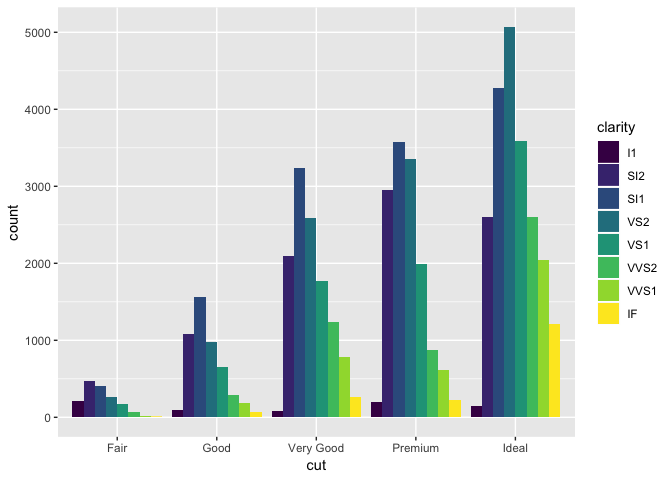 5000
4000
3000
2000
1000
0
count
Fair
Good
Very Good
Premium
Ideal
cut
clarity
I1
SI2
SI1
VS2
VS1
VVS2
VVS1
IF